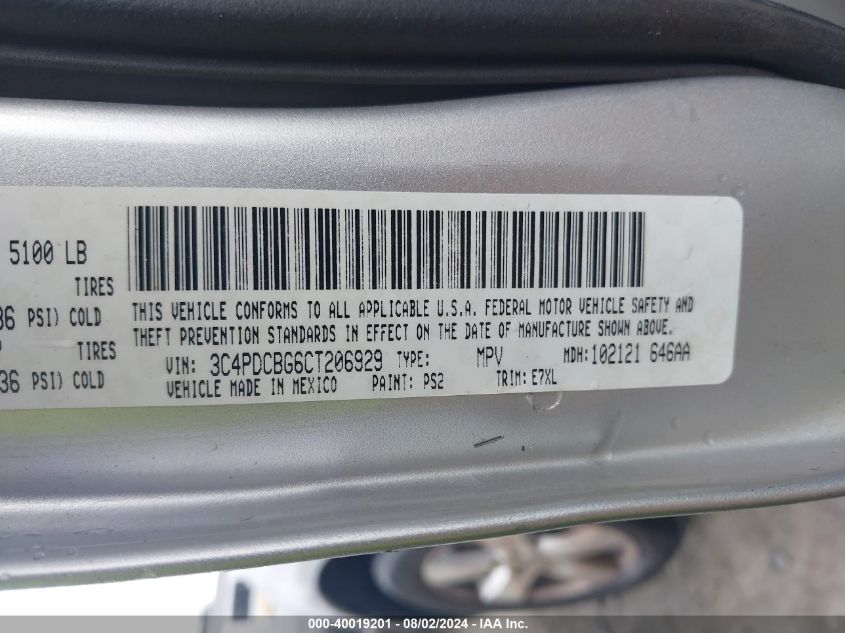 5100 LB
TIRES
36 PSI) COLD
TIRES
36 PSI) COLD
THIS VEHICLE CONFORMS TO ALL APPLICABLE U.S.A. FEDERAL MOTOR VEHICLE SAFETY AND
THEFT PREVENTION STANDARDS IN EFFECT ON THE DATE OF MANUFACTURE SHOWN ABOVE.
VIN: 3C4PDCBG6CT206929 TYPE: MPV MDH:102121 646AA
VEHICLE MADE IN MEXICO PAINT: PS2 TRIM: E7XL
000-40019201 - 08/02/2024 - IAA Inc.